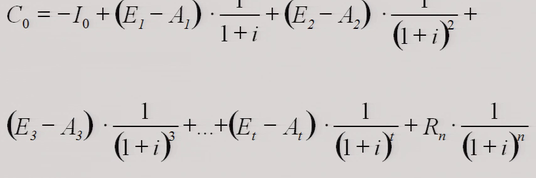 C₀ = −I₀ + (E₁ − A₁) · 1/(1+i) + (E₂ − A₂) · 1/(1+i)² +
(E₃ − A₃) · 1/(1+i)³ +...+ (Eₜ − Aₜ) · 1/(1+i)ᵗ + Rₙ · 1/(1+i)ⁿ